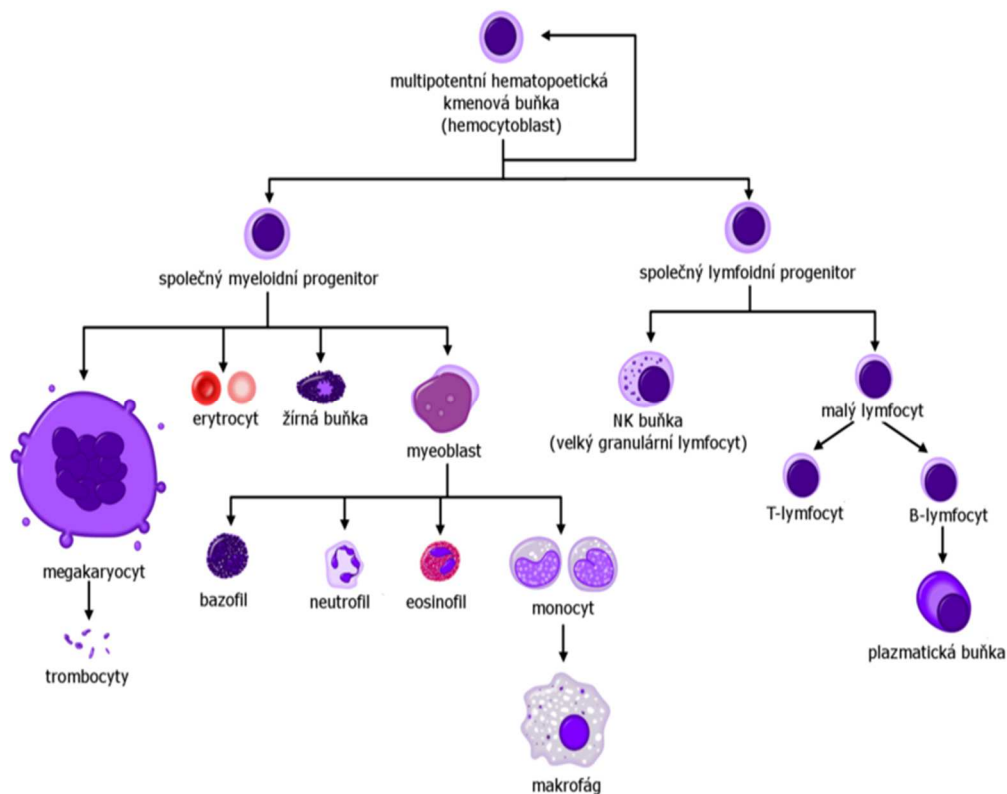 multipotentní hematopoetická
kmenová buňka
(hemocytoblast)
společný myeloidní progenitor
společný lymfoidní progenitor
erytrocyt
žírná buňka
myeoblast
NK buňka
(velký granulární lymfocyt)
malý lymfocyt
T-lymfocyt
B-lymfocyt
megakaryocyt
bazofil
neutrofil
eosinofil
monocyt
plazmatická buňka
trombocyty
makrofág